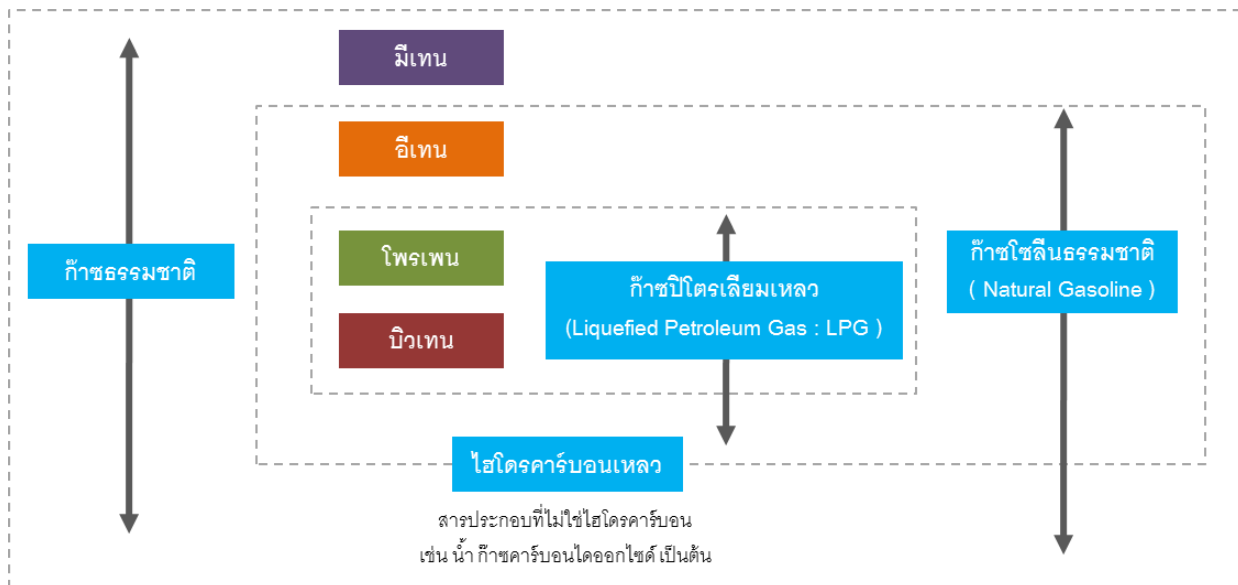 มีเทน
อีเทน
โพรเพน
บิวเทน
ก๊าซธรรมชาติ
ก๊าซปิโตรเลียมเหลว
(Liquefied Petroleum Gas : LPG )
ก๊าซโซลีนธรรมชาติ
( Natural Gasoline )
ไฮโดรคาร์บอนเหลว
สารประกอบที่ไม่ใช่ไฮโดรคาร์บอน
เช่น น้ำ ก๊าซคาร์บอนไดออกไซด์ เป็นต้น